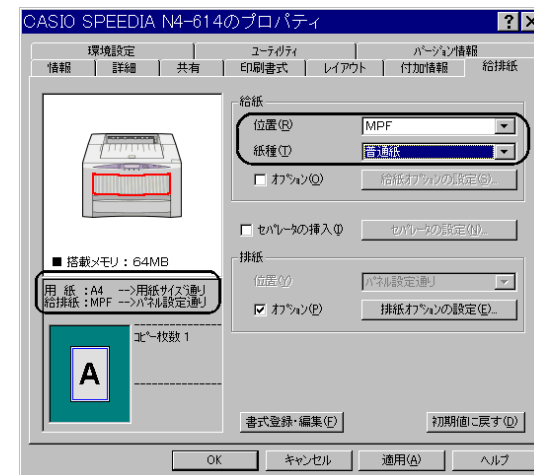 CASIO SPEEDIA N4-614のプロパティ
環境設定 ユーティリティ バージョン情報
情報 詳細 共有 印刷書式 レイアウト 付加情報 給排紙
給紙
位置(R) MPF
紙種(T) 普通紙
オプション(O) 給紙オプションの設定(G)...
セパレータの挿入(I) セパレータの設定(N)...
■ 搭載メモリ : 64MB
排紙
位置(Y) パネル設定通り
用 紙 : A4 -->用紙サイズ通り
給排紙 : MPF -->パネル設定通り
オプション(P) 排紙オプションの設定(E)...
コピー枚数 1
A
書式登録・編集(F) 初期値に戻す(D)
OK キャンセル 適用(A) ヘルプ